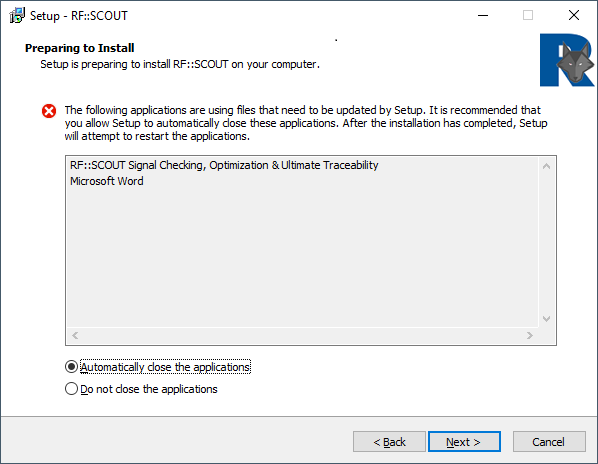 Setup - RF::SCOUT
Preparing to Install
Setup is preparing to install RF::SCOUT on your computer.
R
The following applications are using files that need to be updated by Setup. It is recommended that
you allow Setup to automatically close these applications. After the installation has completed, Setup
will attempt to restart the applications.
RF::SCOUT Signal Checking, Optimization & Ultimate Traceability
Microsoft Word
Automatically close the applications
Do not close the applications
< Back
Next >
Cancel